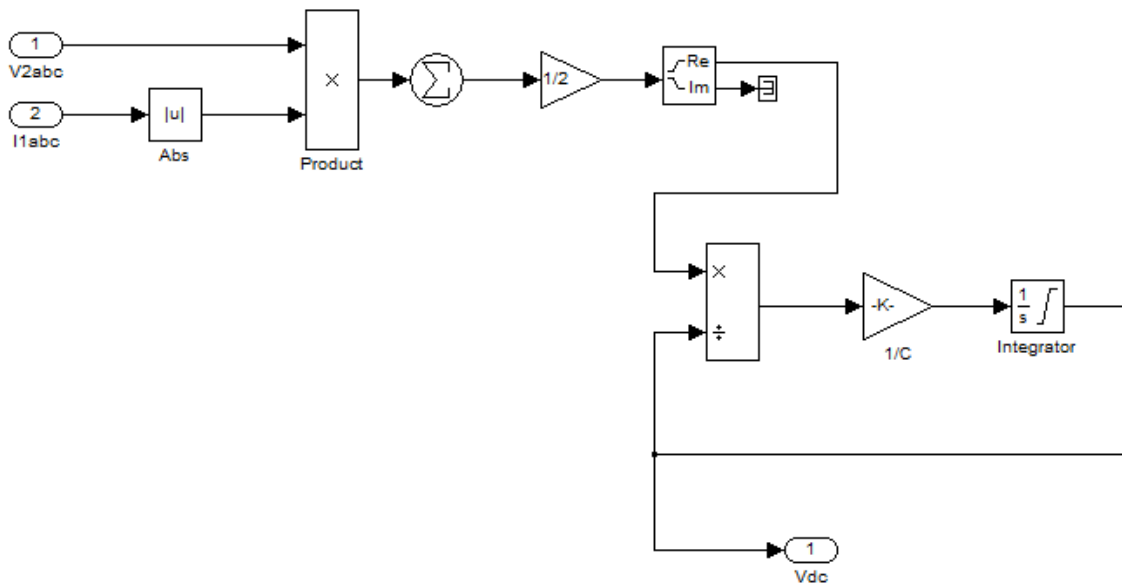 1
V2abc
2
I1abc
|u|
Abs
×
Product
Σ
1/2
Re
Im
×
÷
-K-
1/C
1
s
Integrator
1
Vdc